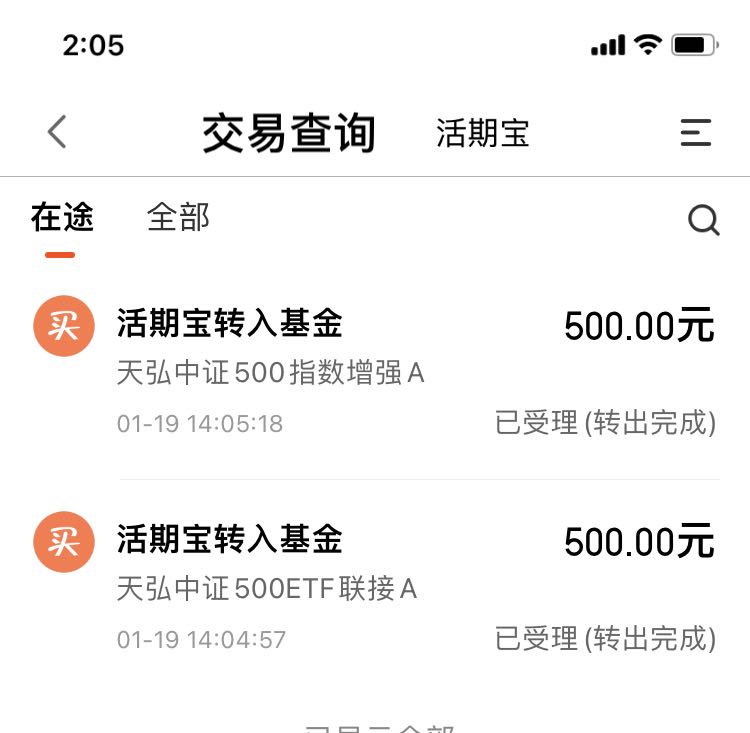 2:05
交易查询 活期宝
在途 全部
买 活期宝转入基金 500.00元
天弘中证500指数增强A
01-19 14:05:18 已受理(转出完成)
买 活期宝转入基金 500.00元
天弘中证500ETF联接A
01-19 14:04:57 已受理(转出完成)